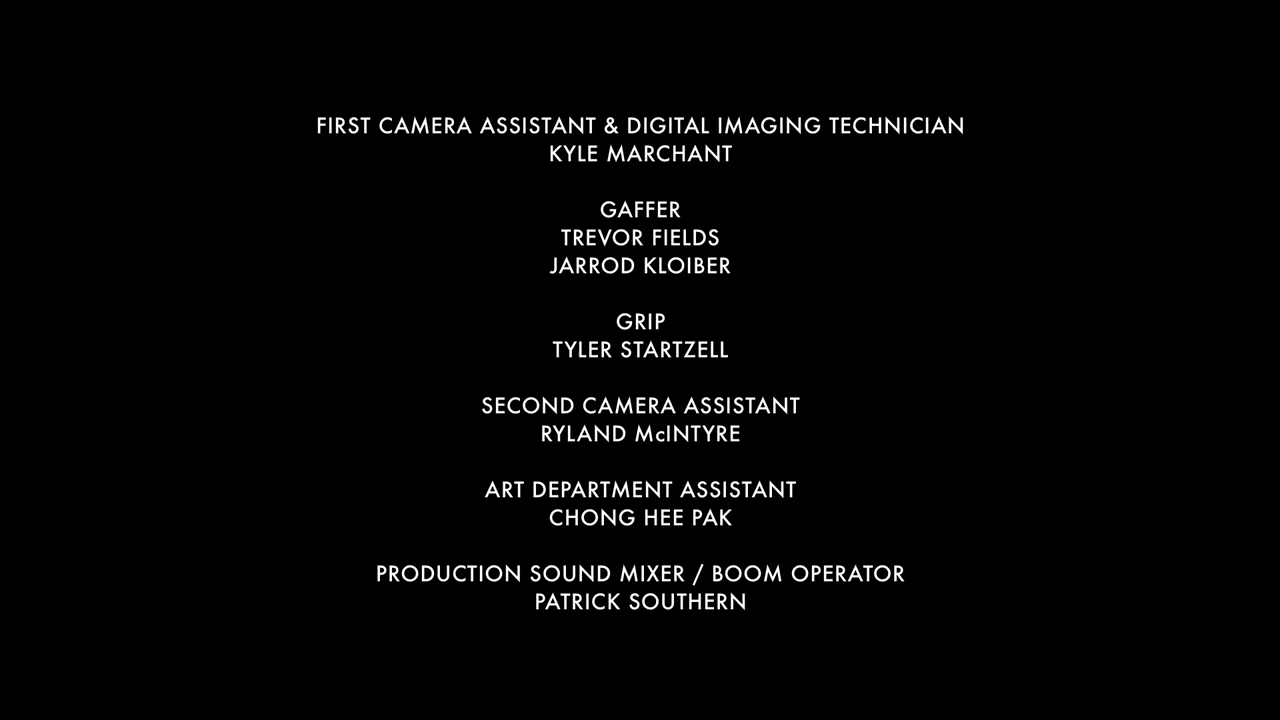 FIRST CAMERA ASSISTANT & DIGITAL IMAGING TECHNICIAN
KYLE MARCHANT
GAFFER
TREVOR FIELDS
JARROD KLOIBER
GRIP
TYLER STARTZELL
SECOND CAMERA ASSISTANT
RYLAND McINTYRE
ART DEPARTMENT ASSISTANT
CHONG HEE PAK
PRODUCTION SOUND MIXER / BOOM OPERATOR
PATRICK SOUTHERN